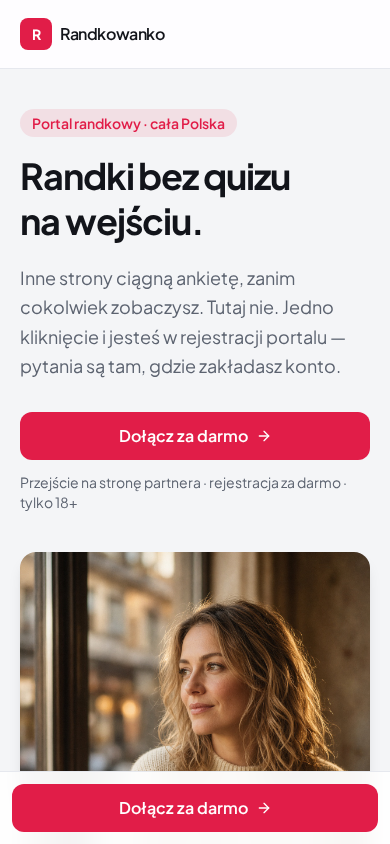 R
Randkowanko
Portal randkowy · cała Polska
Randki bez quizu
na wejściu.
Inne strony ciągną ankietę, zanim
cokolwiek zobaczysz. Tutaj nie. Jedno
kliknięcie i jesteś w rejestracji portalu —
pytania są tam, gdzie zakładasz konto.
Dołącz za darmo →
Przejście na stronę partnera · rejestracja za darmo ·
tylko 18+
Dołącz za darmo →